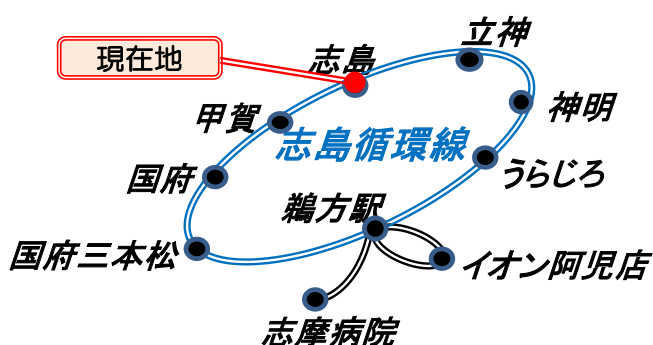 立神
現在地
志島
神明
甲賀
志島循環線
うらじろ
国府
鵜方駅
国府三本松
イオン阿児店
志摩病院